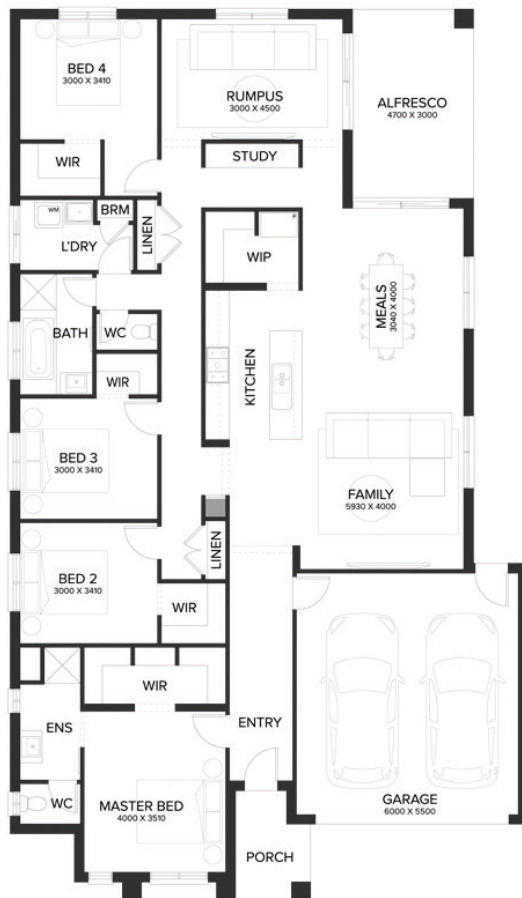 BED 4
3000 X 3410
RUMPUS
3000 X 4500
ALFRESCO
4700 X 3000
WIR
STUDY
WM
BRM
L'DRY
LINEN
WIP
F
MEALS
3040 X 4000
BATH
WC
KITCHEN
WIR
BED 3
3000 X 3410
FAMILY
5930 X 4000
BED 2
3000 X 3410
LINEN
WIR
WIR
ENS
ENTRY
WC
MASTER BED
4000 X 3510
GARAGE
6000 X 5500
PORCH